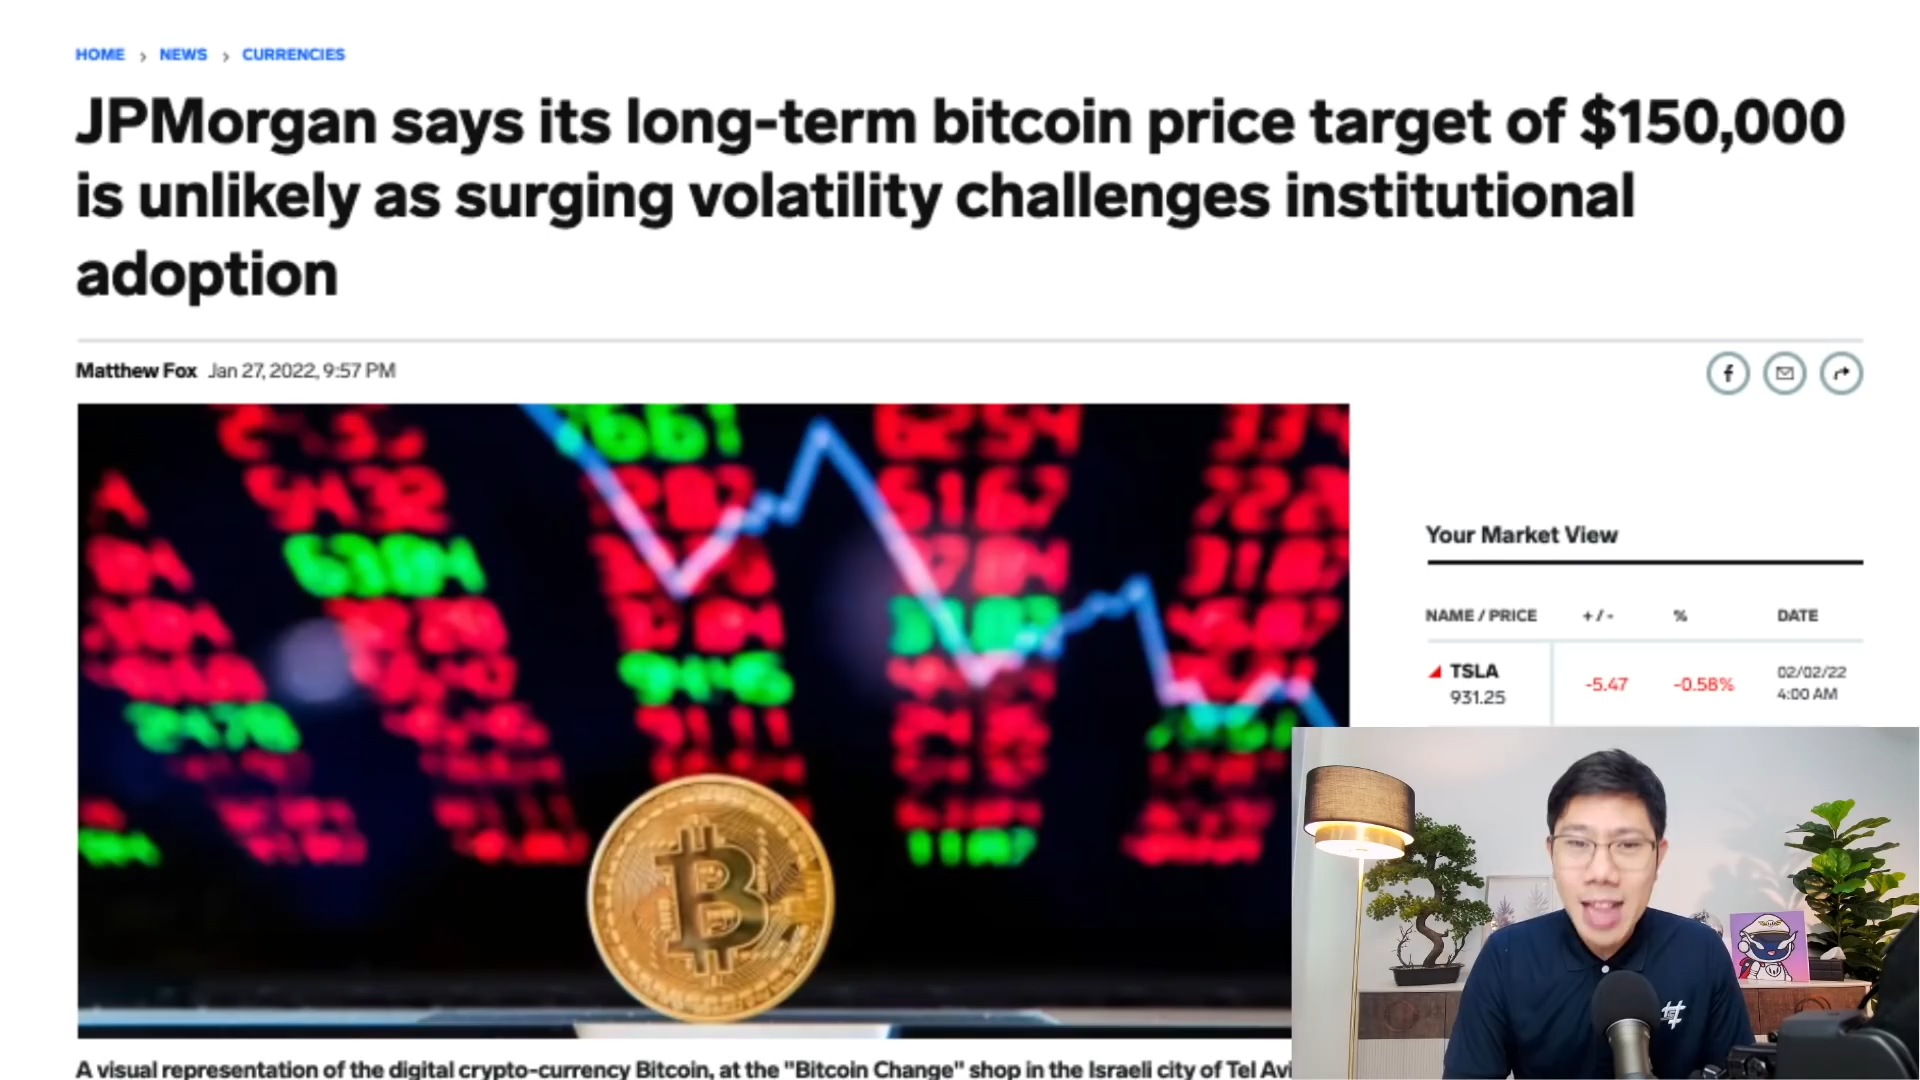 HOME > NEWS > CURRENCIES
JPMorgan says its long-term bitcoin price target of $150,000
is unlikely as surging volatility challenges institutional
adoption
Matthew Fox Jan 27, 2022, 9:57 PM
Your Market View
NAME / PRICE + / - % DATE
TSLA
931.25
-5.47 -0.58%
02/02/22
4:00 AM
A visual representation of the digital crypto-currency Bitcoin, at the "Bitcoin Change" shop in the Israeli city of Tel